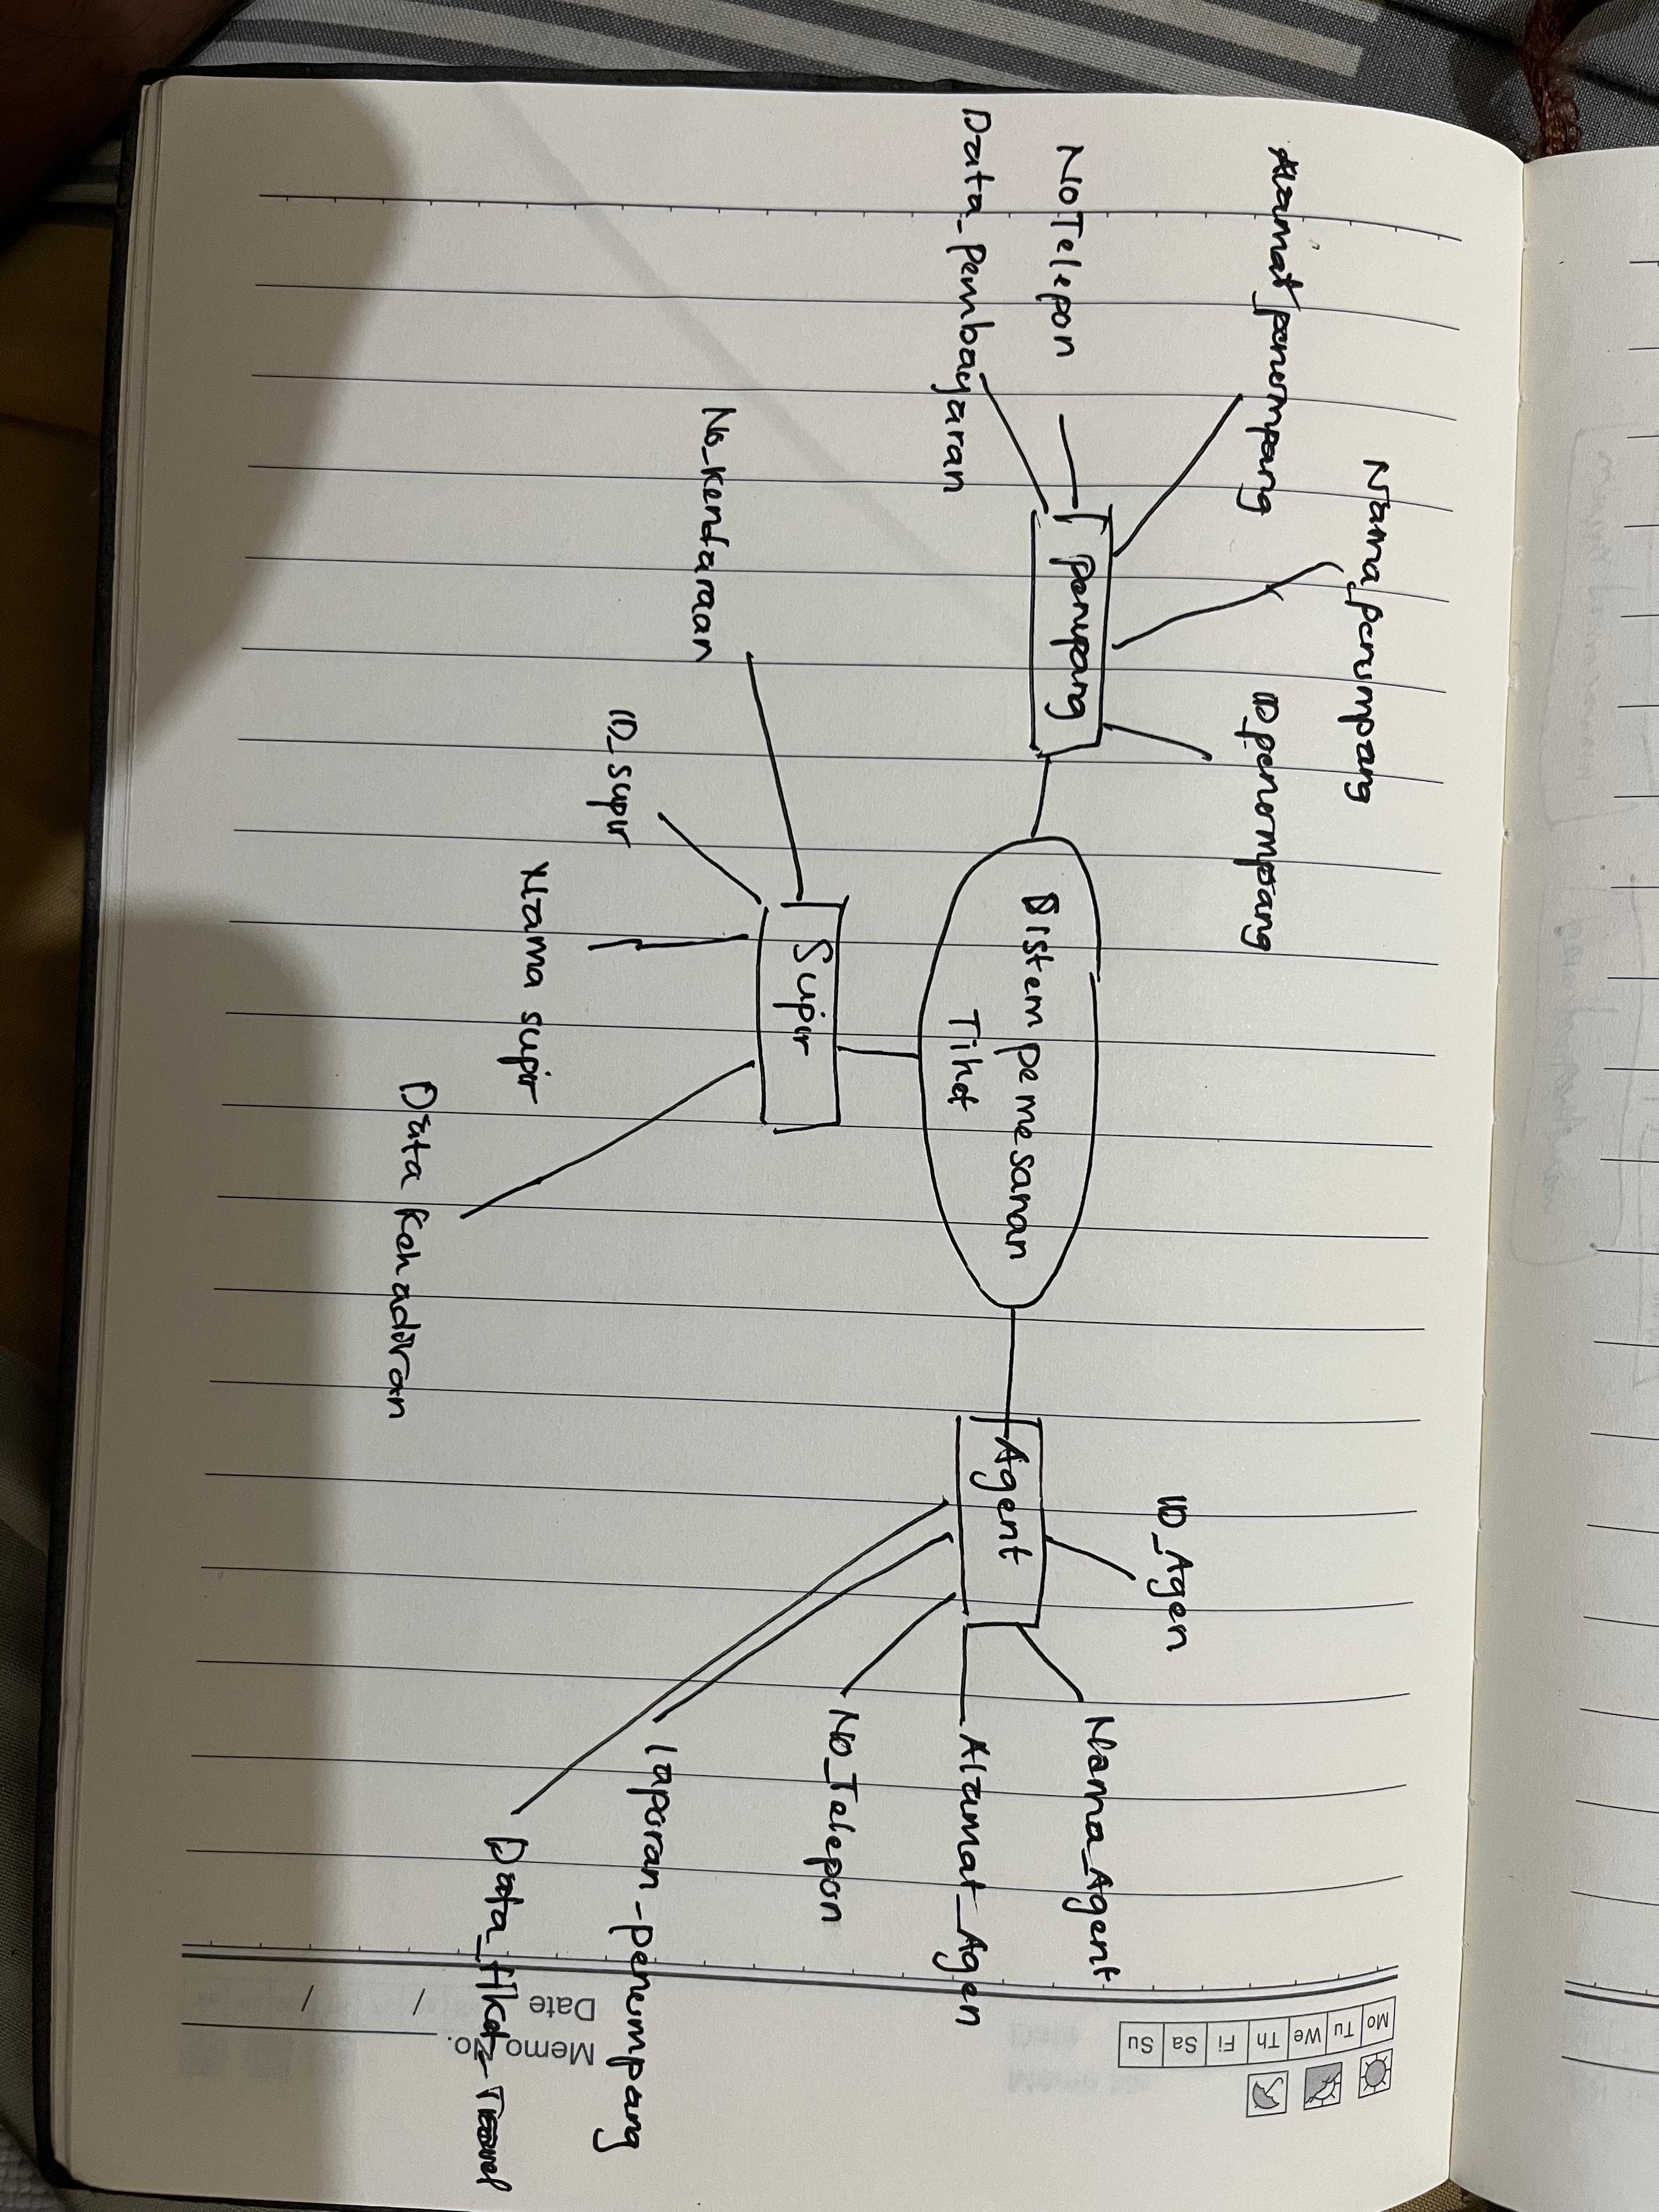 Nama_penumpang
Alamat_penumpang
ID_penumpang
NoTelepon
Data_pembayaran
penupang
Sistem pemesanan
Tiket
ID_Agen
Nama_Agent
Agent
Alamat_Agen
No_Telepon
laporan_penumpang
Data_tiket_Travel
Supir
No_kendaraan
ID_supir
Nama supir
Data Kehadiran
Mo Tu We Th Fi Sa Su
Memo No.
Date / /